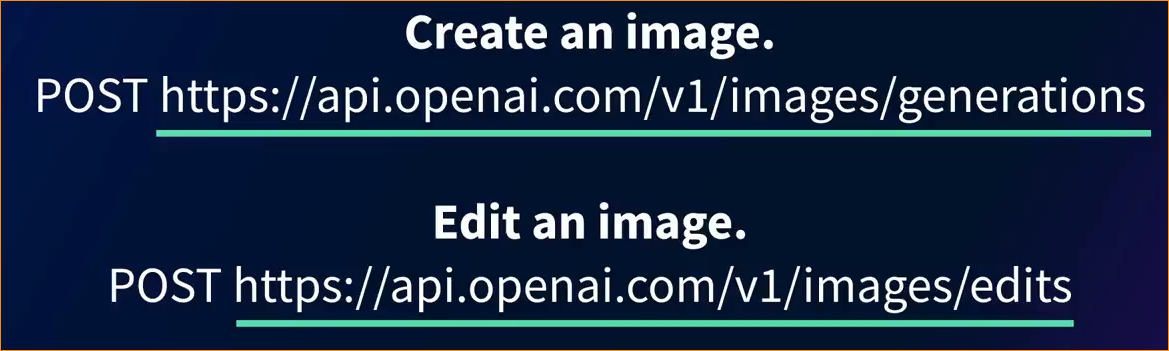 Create an image.
POST https://api.openai.com/v1/images/generations
Edit an image.
POST https://api.openai.com/v1/images/edits